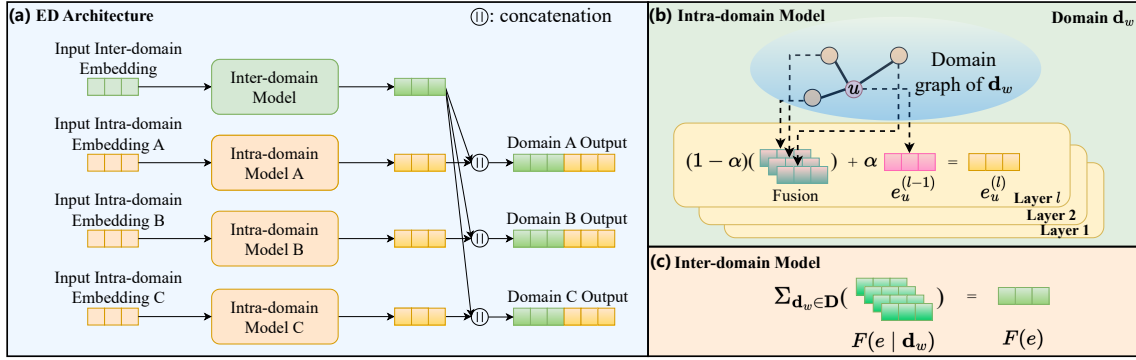 (a) ED Architecture
(||): concatenation
Input Inter-domain
Embedding
Inter-domain
Model
Input Intra-domain
Embedding A
Intra-domain
Model A
||
Domain A Output
Input Intra-domain
Embedding B
Intra-domain
Model B
||
Domain B Output
Input Intra-domain
Embedding C
Intra-domain
Model C
||
Domain C Output
(b) Intra-domain Model
Domain d_w
u
Domain
graph of d_w
(1 − α)( ) + α =
Fusion
e_u^{(l−1)}
e_u^{(l)}
Layer l
Layer 2
Layer 1
(c) Inter-domain Model
Σ_{d_w∈D}( ) =
F(e | d_w)
F(e)